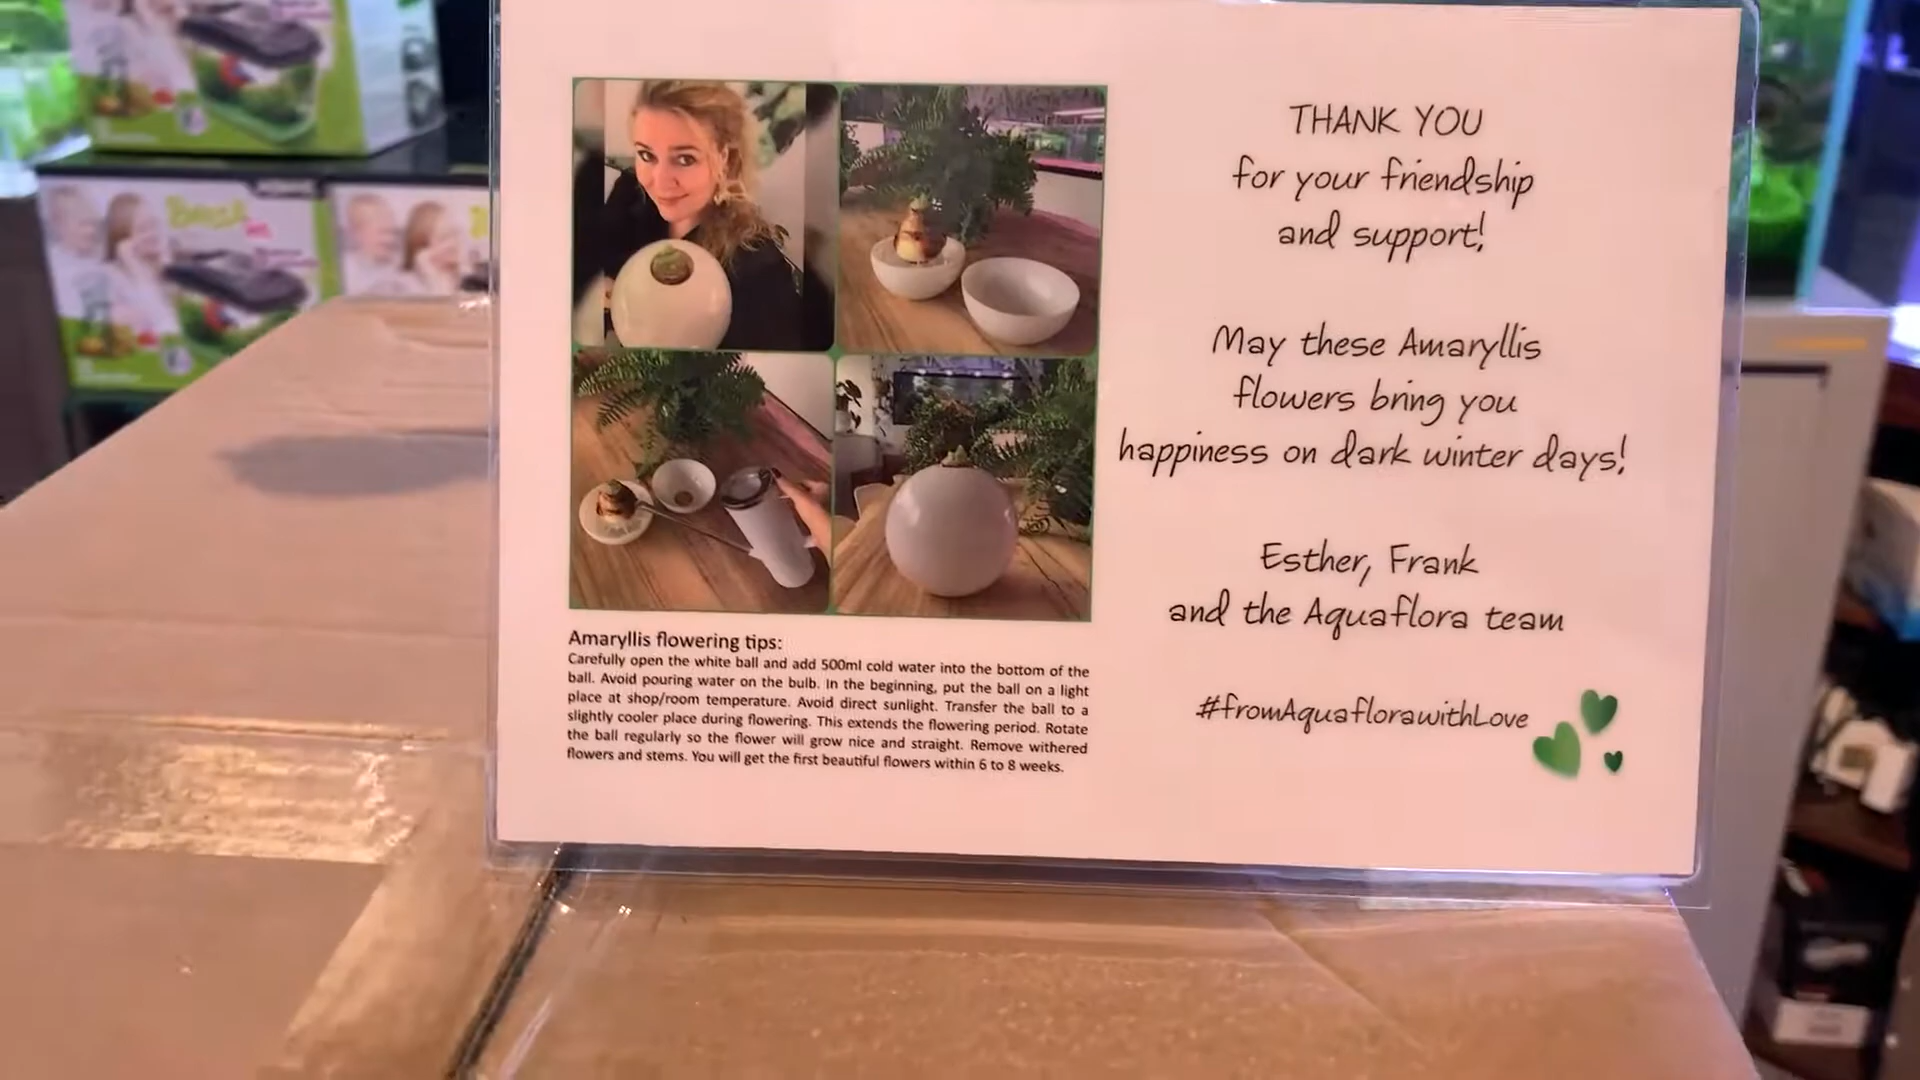 THANK YOU
for your friendship
and support!
May these Amaryllis
flowers bring you
happiness on dark winter days!
Esther, Frank
and the Aquaflora team
#fromAquaflorawithLove
Amaryllis flowering tips:
Carefully open the white ball and add 500ml cold water into the bottom of the
ball. Avoid pouring water on the bulb. In the beginning, put the ball on a light
place at shop/room temperature. Avoid direct sunlight. Transfer the ball to a
slightly cooler place during flowering. This extends the flowering period. Rotate
the ball regularly so the flower will grow nice and straight. Remove withered
flowers and stems. You will get the first beautiful flowers within 6 to 8 weeks.